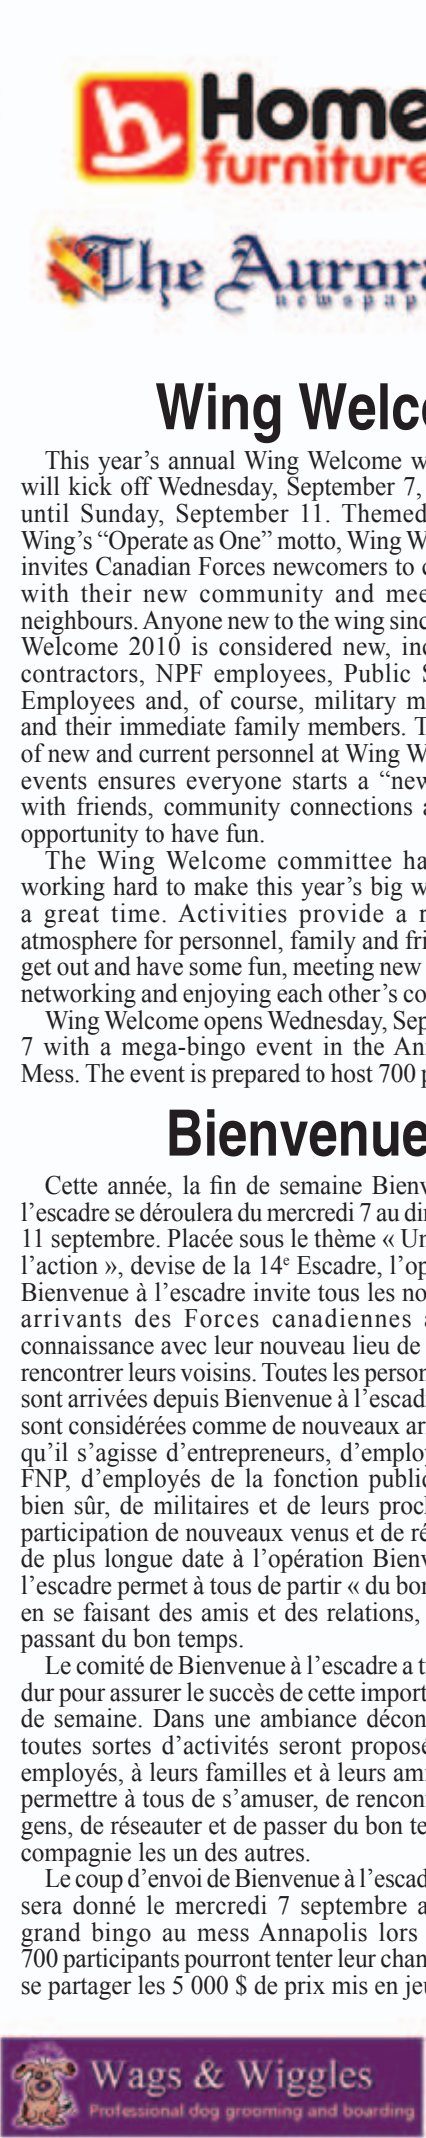 Home
furniture
The Aurora
newspap
Wing Welco
This year's annual Wing Welcome w
will kick off Wednesday, September 7,
until Sunday, September 11. Themed
Wing's “Operate as One” motto, Wing W
invites Canadian Forces newcomers to c
with their new community and mee
neighbours. Anyone new to the wing sinc
Welcome 2010 is considered new, inc
contractors, NPF employees, Public S
Employees and, of course, military m
and their immediate family members. T
of new and current personnel at Wing W
events ensures everyone starts a “new
with friends, community connections a
opportunity to have fun.
The Wing Welcome committee ha
working hard to make this year's big w
a great time. Activities provide a r
atmosphere for personnel, family and fri
get out and have some fun, meeting new
networking and enjoying each other's co
Wing Welcome opens Wednesday, Sep
7 with a mega-bingo event in the Ann
Mess. The event is prepared to host 700 p
Bienvenue
Cette année, la fin de semaine Bienv
l'escadre se déroulera du mercredi 7 au di
11 septembre. Placée sous le thème « Un
l'action », devise de la 14e Escadre, l'op
Bienvenue à l'escadre invite tous les no
arrivants des Forces canadiennes à
connaissance avec leur nouveau lieu de
rencontrer leurs voisins. Toutes les person
sont arrivées depuis Bienvenue à l'escad
sont considérées comme de nouveaux arr
qu'il s'agisse d'entrepreneurs, d'employ
FNP, d'employés de la fonction publiq
bien sûr, de militaires et de leurs procl
participation de nouveaux venus et de ré
de plus longue date à l'opération Bienv
l'escadre permet à tous de partir « du bon
en se faisant des amis et des relations,
passant du bon temps.
Le comité de Bienvenue à l'escadre a t
dur pour assurer le succès de cette import
de semaine. Dans une ambiance décon
toutes sortes d'activités seront proposé
employés, à leurs familles et à leurs ami
permettre à tous de s'amuser, de rencont
gens, de réseauter et de passer du bon te
compagnie les un des autres.
Le coup d'envoi de Bienvenue à l'escad
sera donné le mercredi 7 septembre a
grand bingo au mess Annapolis lors
700 participants pourront tenter leur chan
se partager les 5 000 $ de prix mis en jeu
Wags & Wiggles
Professional dog grooming and boarding